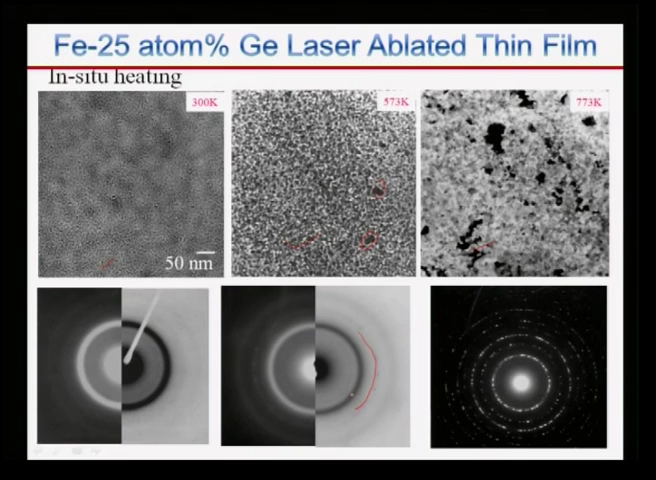 Fe-25 atom% Ge Laser Ablated Thin Film
In-situ heating
300K
573K
773K
50 nm